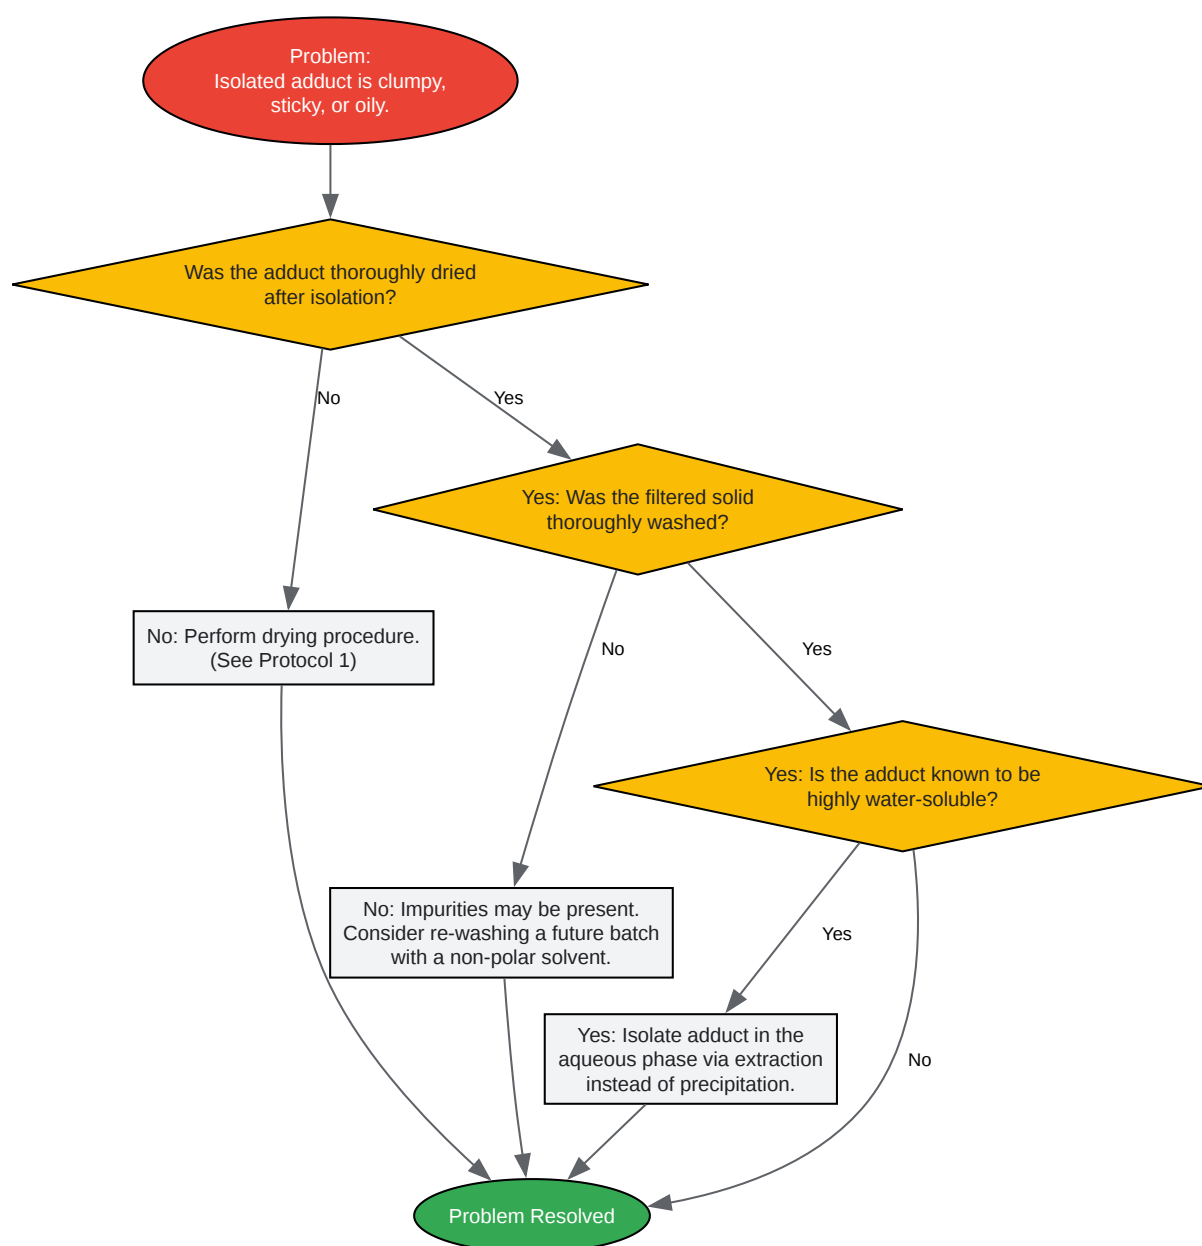 Problem:
Isolated adduct is clumpy,
sticky, or oily.
Was the adduct thoroughly dried
after isolation?
No
Yes
Yes: Was the filtered solid
thoroughly washed?
No: Perform drying procedure.
(See Protocol 1)
No
Yes
Yes: Is the adduct known to be
highly water-soluble?
No: Impurities may be present.
Consider re-washing a future batch
with a non-polar solvent.
Yes
No
Yes: Isolate adduct in the
aqueous phase via extraction
instead of precipitation.
Problem Resolved